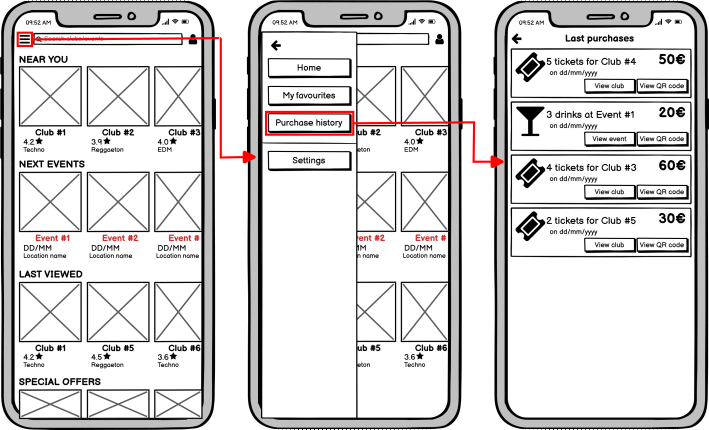 09:52 AM
Search clubs/events
NEAR YOU
Club #1 Club #2 Club #3
4.2 3.9 4.0
Techno Reggaeton EDM
NEXT EVENTS
Event #1 Event #2 Event #
DD/MM DD/MM DD/MM
Location name Location name Location name
LAST VIEWED
Club #1 Club #5 Club #6
4.2 4.5 3.6
Techno Reggaeton Techno
SPECIAL OFFERS
09:52 AM
Home
My favourites
Purchase history
Settings
ub #2 Club #3
4.0
eton EDM
nt #2 Event #
DD/MM
n name Location name
ub #5 Club #6
3.6
eton Techno
09:52 AM
Last purchases
5 tickets for Club #4 50€
on dd/mm/yyyy
View club View QR code
3 drinks at Event #1 20€
on dd/mm/yyyy
View event View QR code
4 tickets for Club #3 60€
on dd/mm/yyyy
View club View QR code
2 tickets for Club #5 30€
on dd/mm/yyyy
View club View QR code